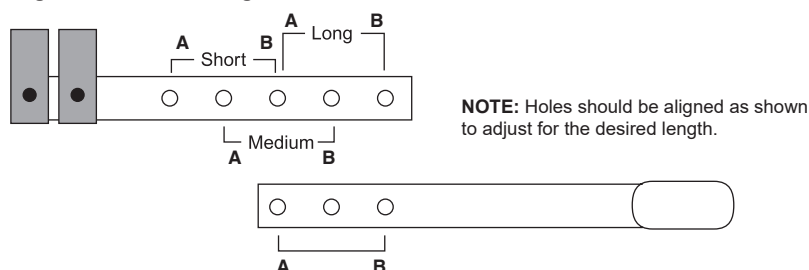 A B A B
Long
Short
NOTE: Holes should be aligned as shown
to adjust for the desired length.
Medium
A B
A B